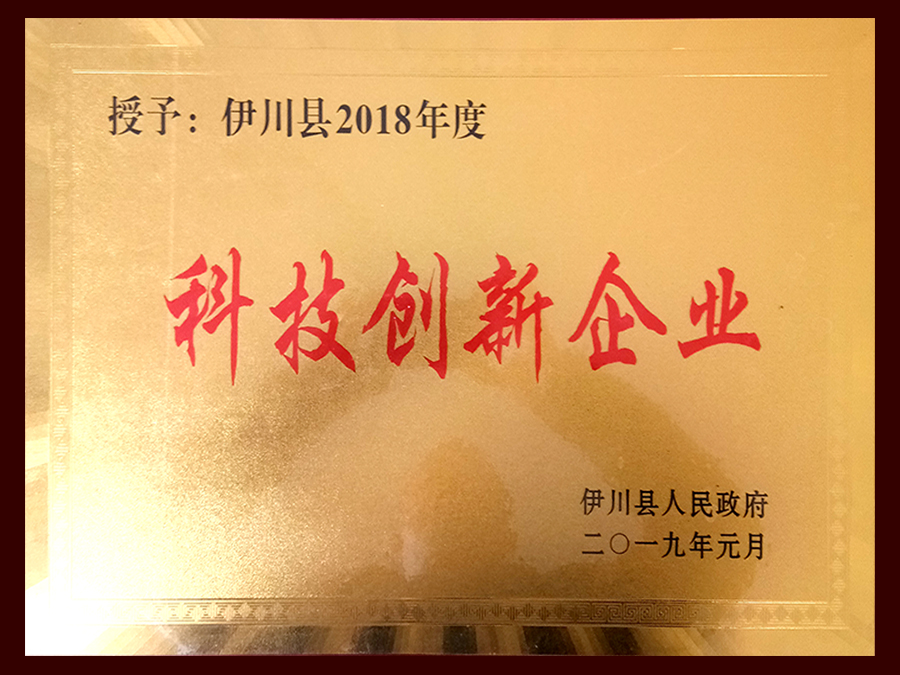 授予：伊川县2018年度
科技创新企业
伊川县人民政府
二〇一九年元月